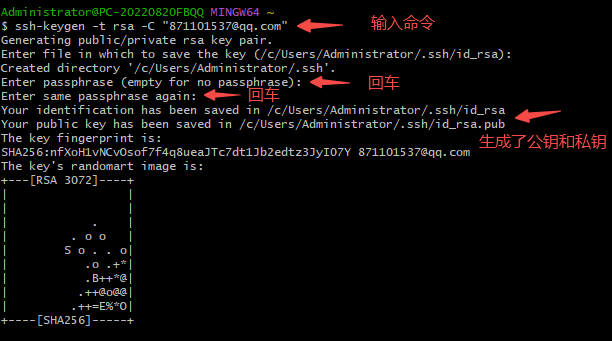 Administrator@PC-20220820FBQQ MINGW64 ~
$ ssh-keygen -t rsa -C "871101537@qq.com" 输入命令
Generating public/private rsa key pair.
Enter file in which to save the key (/c/Users/Administrator/.ssh/id_rsa):
Created directory '/c/Users/Administrator/.ssh'.
Enter passphrase (empty for no passphrase): 回车
Enter same passphrase again: 回车
Your identification has been saved in /c/Users/Administrator/.ssh/id_rsa
Your public key has been saved in /c/Users/Administrator/.ssh/id_rsa.pub
生成了公钥和私钥
The key fingerprint is:
SHA256:nfXoH1vNCvOsof7f4q8ueaJTc7dt1Jb2edtz3JyI07Y 871101537@qq.com
The key's randomart image is:
+---[RSA 3072]----+
|                 |
|                 |
|            .    |
|         . o o   |
|        S o . . o|
|           .o .+*|
|           .B++*@|
|          .++@o@@|
|         .++=E%*O|
+----[SHA256]-----+